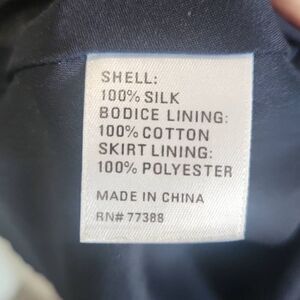 SHELL:
100% SILK
BODICE LINING:
100% COTTON
SKIRT LINING:
100% POLYESTER
MADE IN CHINA
RN# 77388